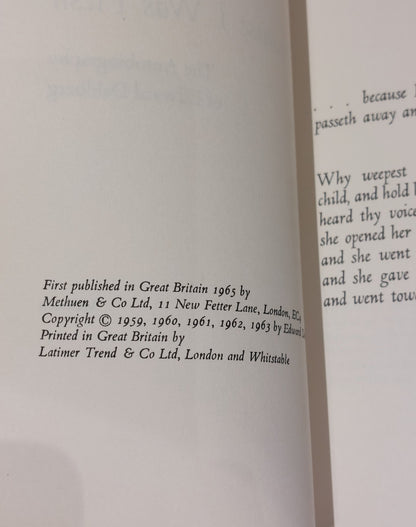 First published in Great Britain 1965 by
Methuen & Co Ltd, 11 New Fetter Lane, London, EC4
Copyright © 1959, 1960, 1961, 1962, 1963 by Edward
Printed in Great Britain by
Latimer Trend & Co Ltd, London and Whitstable
. . . because
passeth away
Why weepest
child, and hold
heard thy voice
she opened her
and she went
and she gave
and went